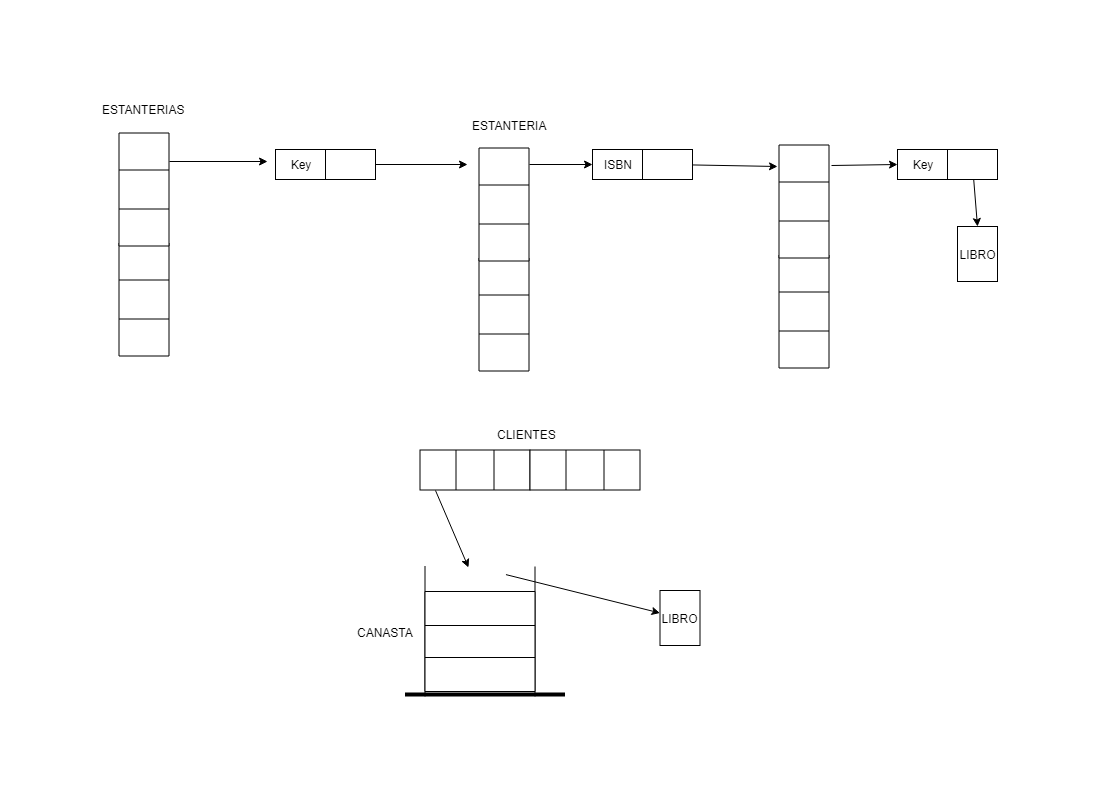 ESTANTERIAS
ESTANTERIA
Key
ISBN
Key
LIBRO
CLIENTES
CANASTA
LIBRO